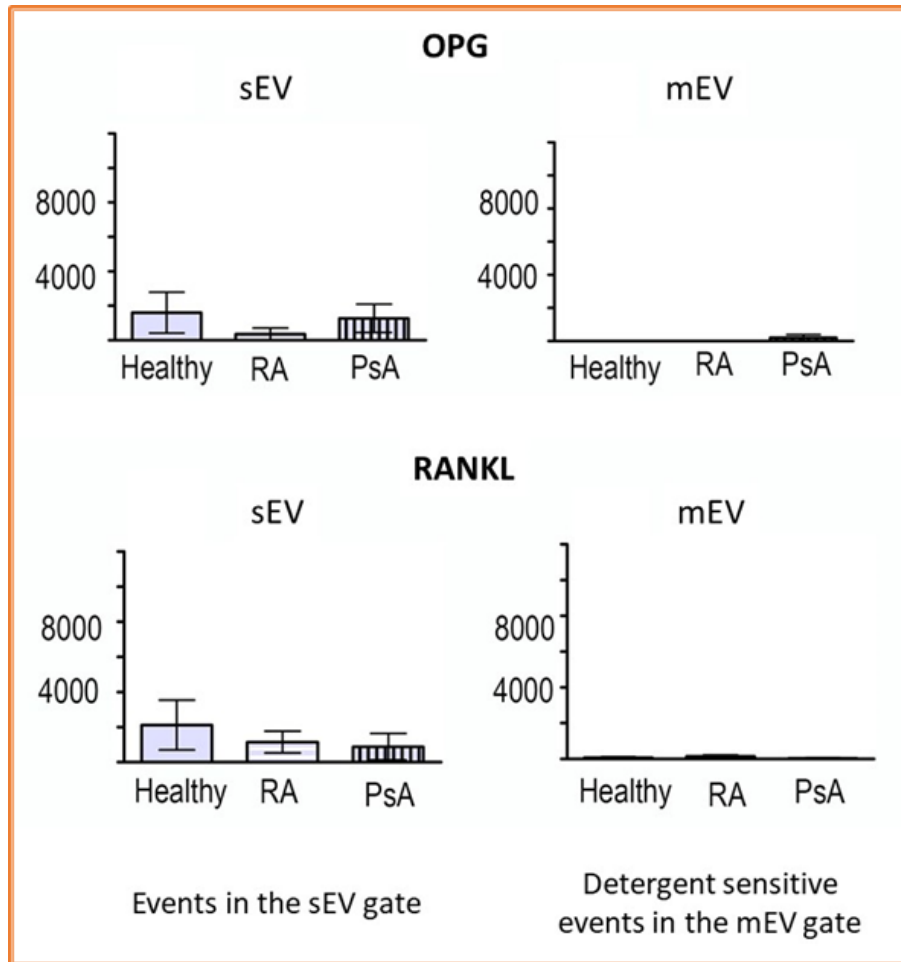 OPG
sEV
mEV
8000
4000
Healthy RA PsA
8000
4000
Healthy RA PsA
RANKL
sEV
mEV
8000
4000
Healthy RA PsA
8000
4000
Healthy RA PsA
Events in the sEV gate
Detergent sensitive
events in the mEV gate